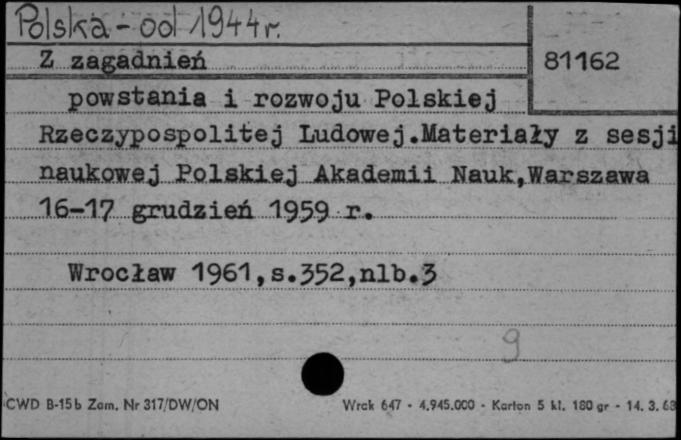 Polska - od 1944 r.
Z zagadnień
81162
powstania i rozwoju Polskiej
Rzeczypospolitej Ludowej.Materiały z sesji
naukowej Polskiej Akademii Nauk,Warszawa
16-17 grudzień 1959 r.
Wrocław 1961,s.352,nlb.3
9
CWD B-15b Zam. Nr 317/DW/ON
Wrak 647 - 4.945.000 - Karton 5 kl. 180 gr - 14. 3. 63